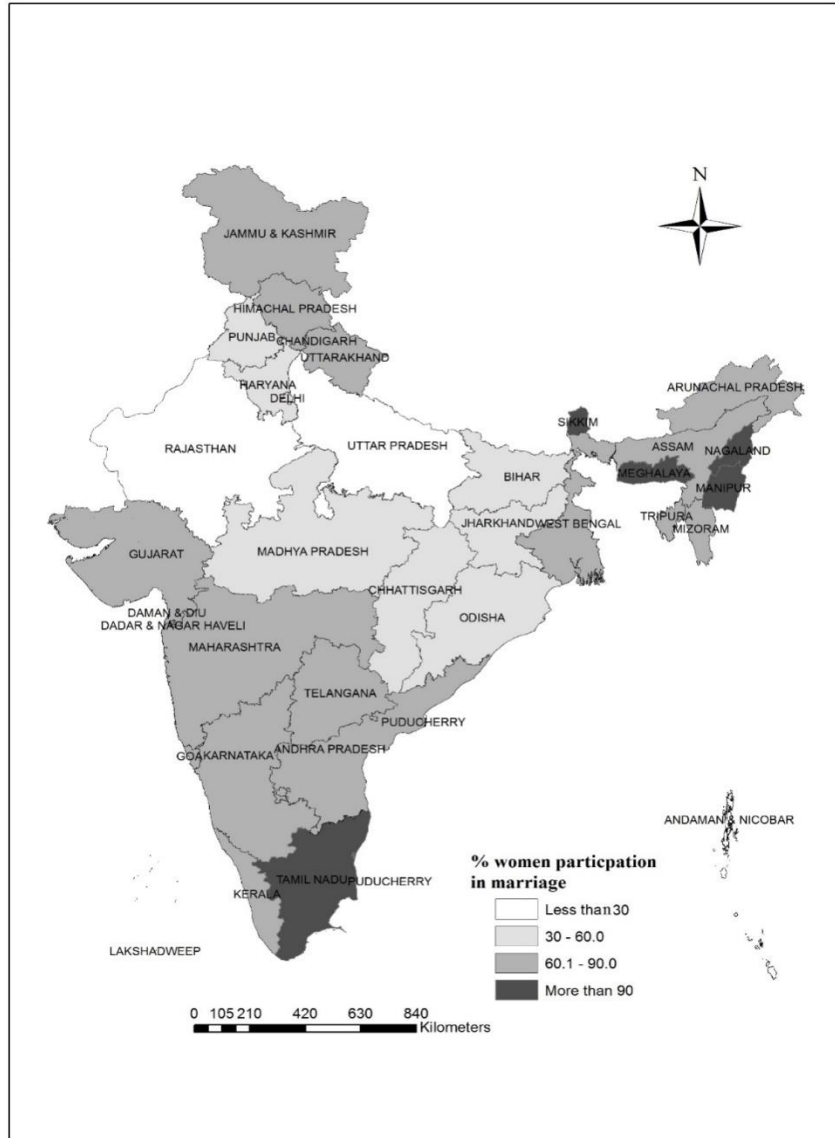 N
JAMMU & KASHMIR
HIMACHAL PRADESH
PUNJAB
CHANDIGARH
UTTARAKHAND
HARYANA
DELHI
ARUNACHAL PRADESH
SIKKIM
RAJASTHAN
UTTAR PRADESH
ASSAM
NAGALAND
BIHAR
MEGHALAYA
MANIPUR
JHARKHAND
WEST BENGAL
TRIPURA
MIZORAM
GUJARAT
MADHYA PRADESH
CHHATTISGARH
DAMAN & DIU
ODISHA
DADAR & NAGAR HAVELI
MAHARASHTRA
TELANGANA
PUDUCHERRY
GOA
KARNATAKA
ANDHRA PRADESH
ANDAMAN & NICOBAR
TAMIL NADU
PUDUCHERRY
KERALA
LAKSHADWEEP
% women particpation
in marriage
Less than 30
30 - 60.0
60.1 - 90.0
More than 90
0 105 210 420 630 840
Kilometers